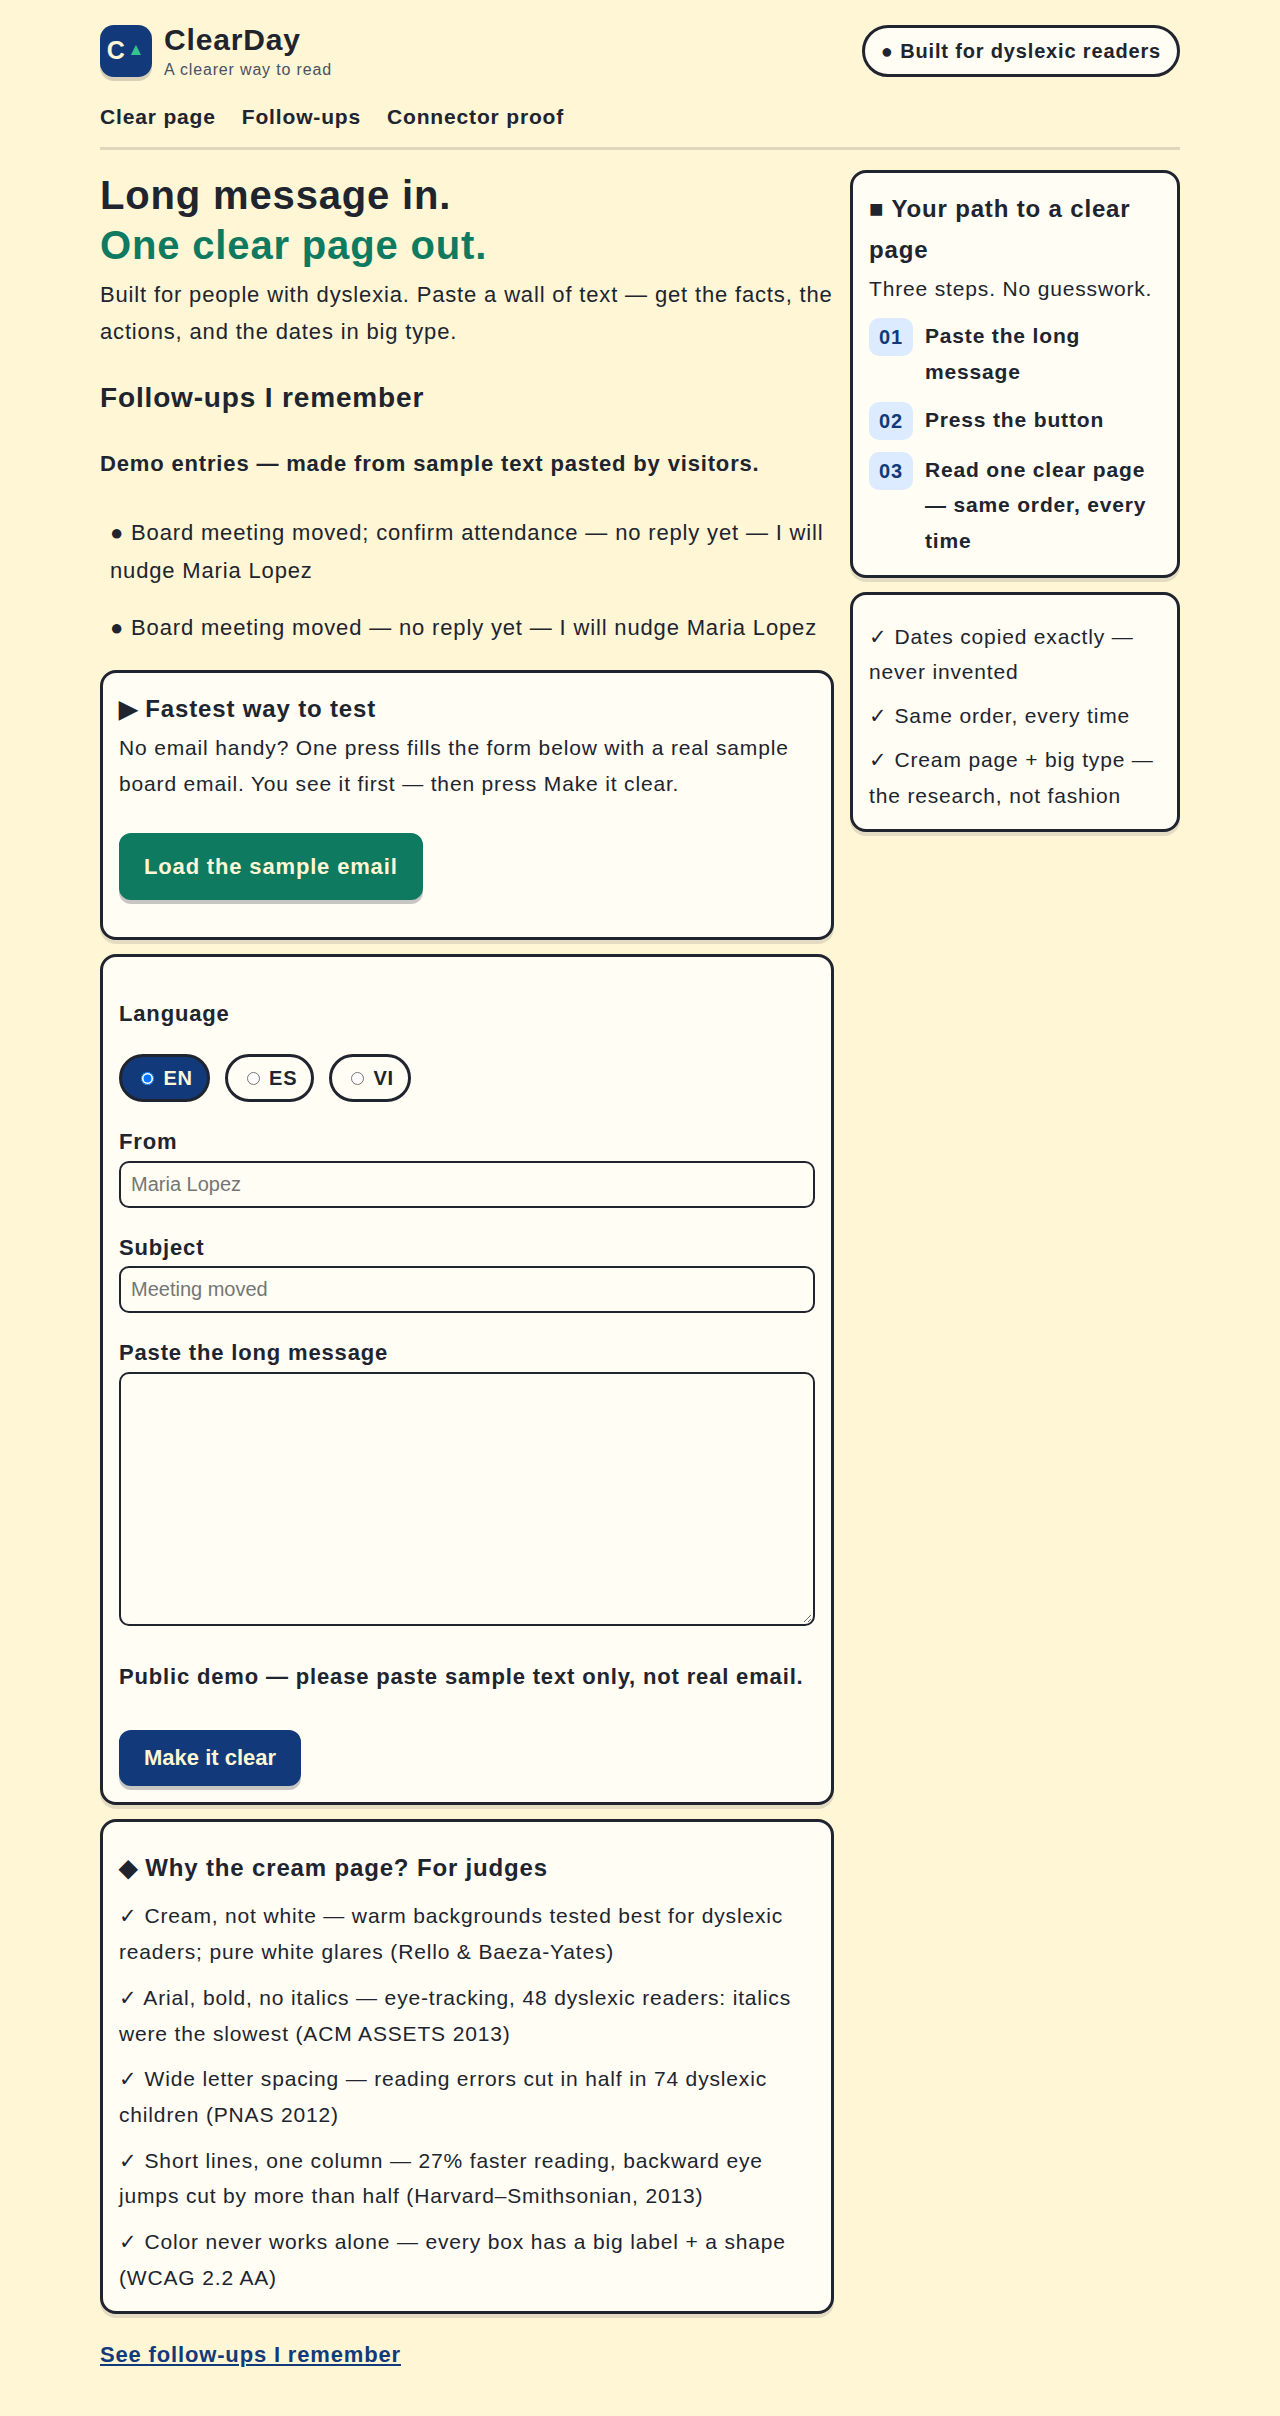 C▲
ClearDay
A clearer way to read
● Built for dyslexic readers
Clear page Follow-ups Connector proof
Long message in.
One clear page out.
Built for people with dyslexia. Paste a wall of text — get the facts, the
actions, and the dates in big type.
Follow-ups I remember
Demo entries — made from sample text pasted by visitors.
● Board meeting moved; confirm attendance — no reply yet — I will
nudge Maria Lopez
● Board meeting moved — no reply yet — I will nudge Maria Lopez
▶ Fastest way to test
No email handy? One press fills the form below with a real sample
board email. You see it first — then press Make it clear.
Load the sample email
Language
EN ES VI
From
Maria Lopez
Subject
Meeting moved
Paste the long message
Public demo — please paste sample text only, not real email.
Make it clear
◆ Why the cream page? For judges
✓ Cream, not white — warm backgrounds tested best for dyslexic
readers; pure white glares (Rello & Baeza-Yates)
✓ Arial, bold, no italics — eye-tracking, 48 dyslexic readers: italics
were the slowest (ACM ASSETS 2013)
✓ Wide letter spacing — reading errors cut in half in 74 dyslexic
children (PNAS 2012)
✓ Short lines, one column — 27% faster reading, backward eye
jumps cut by more than half (Harvard–Smithsonian, 2013)
✓ Color never works alone — every box has a big label + a shape
(WCAG 2.2 AA)
See follow-ups I remember
■ Your path to a clear
page
Three steps. No guesswork.
01 Paste the long
message
02 Press the button
03 Read one clear page
— same order, every
time
✓ Dates copied exactly —
never invented
✓ Same order, every time
✓ Cream page + big type —
the research, not fashion